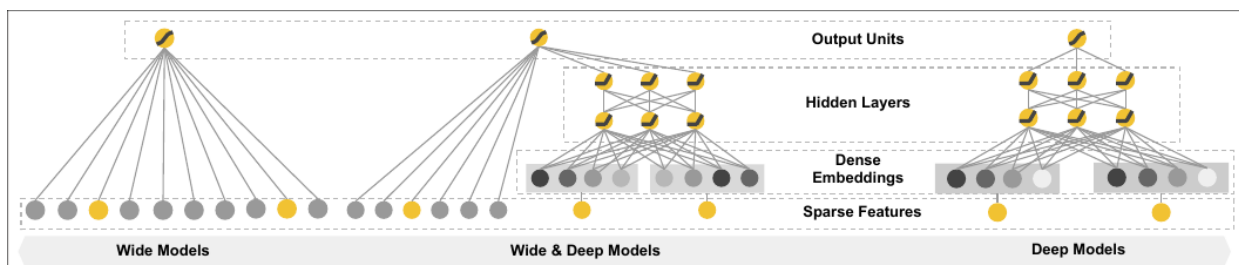 Output Units
Hidden Layers
Dense
Embeddings
Sparse Features
Wide Models
Wide & Deep Models
Deep Models